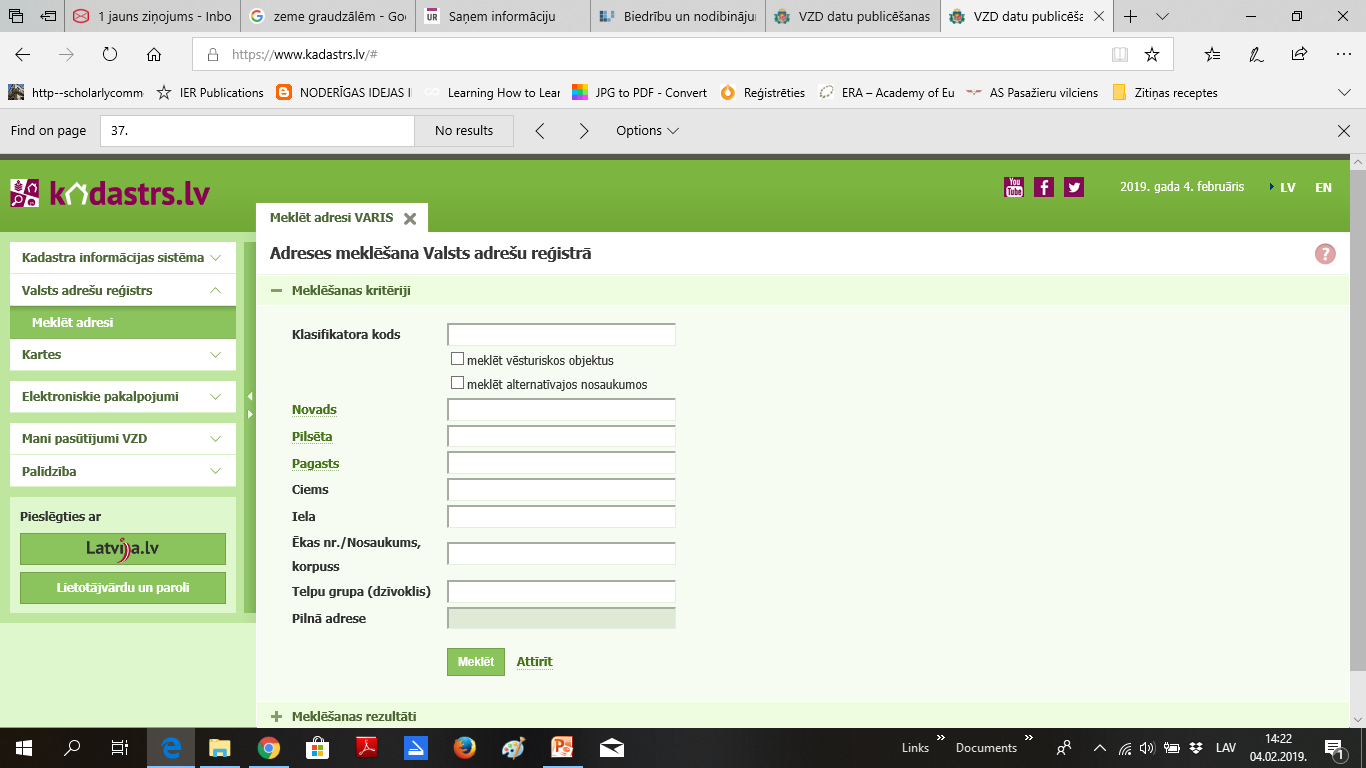 1 jauns ziņojums - Inbo
zeme graudzālēm - Goo
Saņem informāciju
Biedrību un nodibinājum
VZD datu publicēšanas
VZD datu publicēša
https://www.kadastrs.lv/#
http--scholarlycomm
IER Publications
NODERĪGAS IDEJAS I
Learning How to Lear
JPG to PDF - Convert
Reģistrēties
ERA – Academy of Eu
AS Pasažieru vilciens
Zitiņas receptes
Find on page
37.
No results
Options
kadastrs.lv
You Tube
2019. gada 4. februāris
LV
EN
Meklēt adresi VARIS
Kadastra informācijas sistēma
Valsts adrešu reģistrs
Meklēt adresi
Kartes
Elektroniskie pakalpojumi
Mani pasūtījumi VZD
Palīdzība
Pieslēgties ar
Latvija.lv
Lietotājvārdu un paroli
Adreses meklēšana Valsts adrešu reģistrā
?
Meklēšanas kritēriji
Klasifikatora kods
meklēt vēsturiskos objektus
meklēt alternatīvajos nosaukumos
Novads
Pilsēta
Pagasts
Ciems
Iela
Ēkas nr./Nosaukums,
korpuss
Telpu grupa (dzīvoklis)
Pilnā adrese
Meklēt
Attīrīt
Meklēšanas rezultāti
Links
Documents
LAV
14:22
04.02.2019.
1